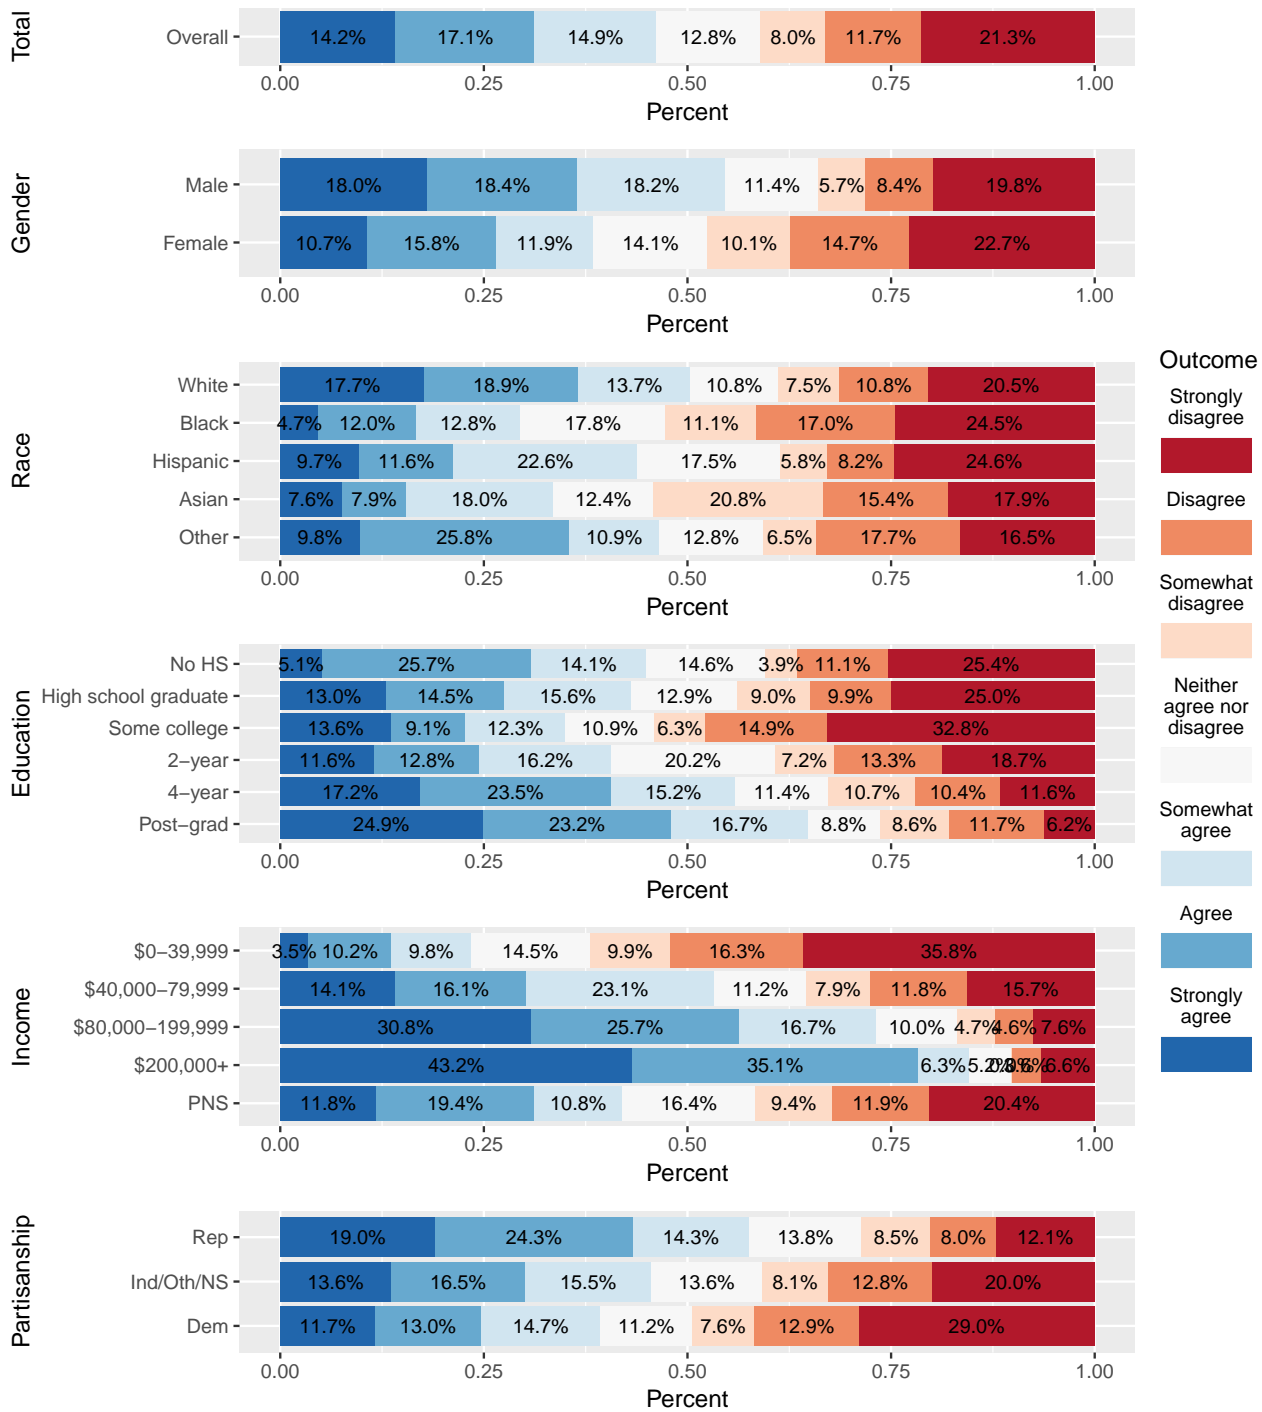 Total
Overall 14.2% 17.1% 14.9% 12.8% 8.0% 11.7% 21.3%
0.00 0.25 0.50 0.75 1.00
Percent
Gender
Male 18.0% 18.4% 18.2% 11.4% 5.7% 8.4% 19.8%
Female 10.7% 15.8% 11.9% 14.1% 10.1% 14.7% 22.7%
0.00 0.25 0.50 0.75 1.00
Percent
Race
White 17.7% 18.9% 13.7% 10.8% 7.5% 10.8% 20.5%
Black 4.7% 12.0% 12.8% 17.8% 11.1% 17.0% 24.5%
Hispanic 9.7% 11.6% 22.6% 17.5% 5.8% 8.2% 24.6%
Asian 7.6% 7.9% 18.0% 12.4% 20.8% 15.4% 17.9%
Other 9.8% 25.8% 10.9% 12.8% 6.5% 17.7% 16.5%
0.00 0.25 0.50 0.75 1.00
Percent
Education
No HS 5.1% 25.7% 14.1% 14.6% 3.9% 11.1% 25.4%
High school graduate 13.0% 14.5% 15.6% 12.9% 9.0% 9.9% 25.0%
Some college 13.6% 9.1% 12.3% 10.9% 6.3% 14.9% 32.8%
2−year 11.6% 12.8% 16.2% 20.2% 7.2% 13.3% 18.7%
4−year 17.2% 23.5% 15.2% 11.4% 10.7% 10.4% 11.6%
Post−grad 24.9% 23.2% 16.7% 8.8% 8.6% 11.7% 6.2%
0.00 0.25 0.50 0.75 1.00
Percent
Income
$0−39,999 3.5% 10.2% 9.8% 14.5% 9.9% 16.3% 35.8%
$40,000−79,999 14.1% 16.1% 23.1% 11.2% 7.9% 11.8% 15.7%
$80,000−199,999 30.8% 25.7% 16.7% 10.0% 4.7% 4.6% 7.6%
$200,000+ 43.2% 35.1% 6.3% 6.6%
PNS 11.8% 19.4% 10.8% 16.4% 9.4% 11.9% 20.4%
0.00 0.25 0.50 0.75 1.00
Percent
Partisanship
Rep 19.0% 24.3% 14.3% 13.8% 8.5% 8.0% 12.1%
Ind/Oth/NS 13.6% 16.5% 15.5% 13.6% 8.1% 12.8% 20.0%
Dem 11.7% 13.0% 14.7% 11.2% 7.6% 12.9% 29.0%
0.00 0.25 0.50 0.75 1.00
Percent
Outcome
Strongly
disagree
Disagree
Somewhat
disagree
Neither
agree nor
disagree
Somewhat
agree
Agree
Strongly
agree